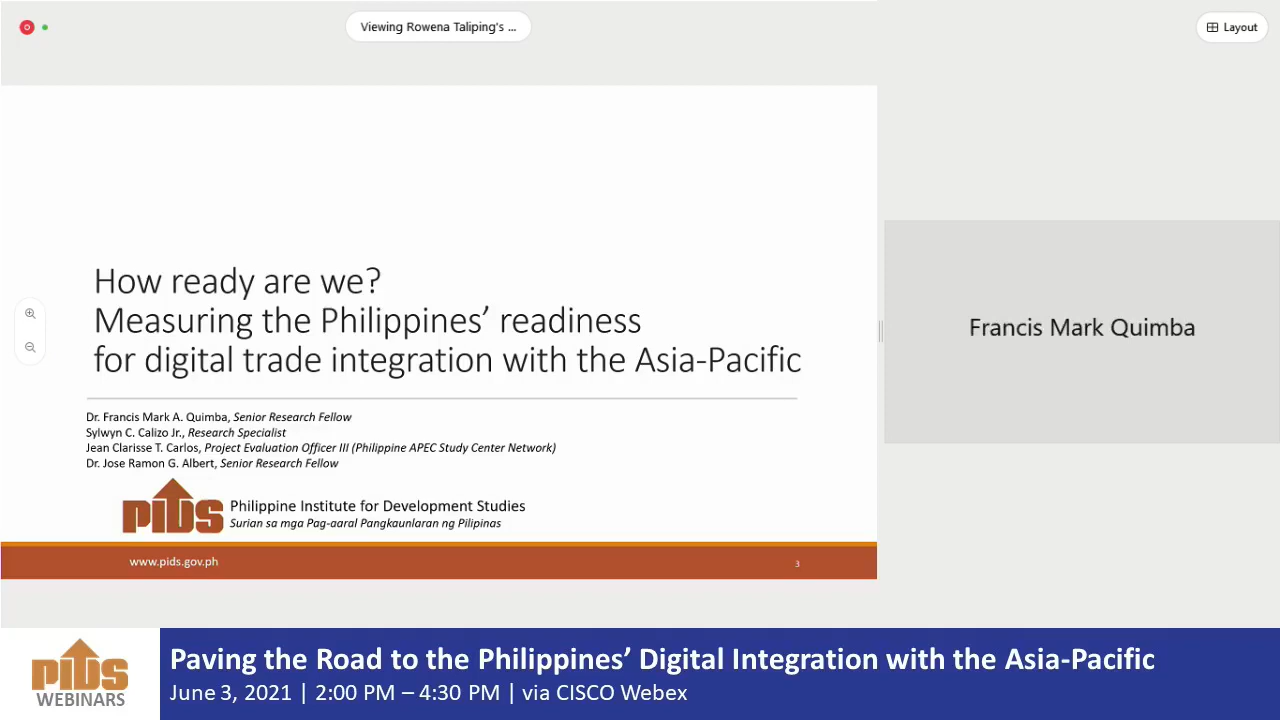 Viewing Rowena Taliping's ...
Layout
How ready are we?
Measuring the Philippines’ readiness
for digital trade integration with the Asia-Pacific
Dr. Francis Mark A. Quimba, Senior Research Fellow
Sylwyn C. Calizo Jr., Research Specialist
Jean Clarisse T. Carlos, Project Evaluation Officer III (Philippine APEC Study Center Network)
Dr. Jose Ramon G. Albert, Senior Research Fellow
PIDS
Philippine Institute for Development Studies
Surian sa mga Pag-aaral Pangkaunlaran ng Pilipinas
www.pids.gov.ph
3
Francis Mark Quimba
PIDS
WEBINARS
Paving the Road to the Philippines’ Digital Integration with the Asia-Pacific
June 3, 2021 | 2:00 PM – 4:30 PM | via CISCO Webex